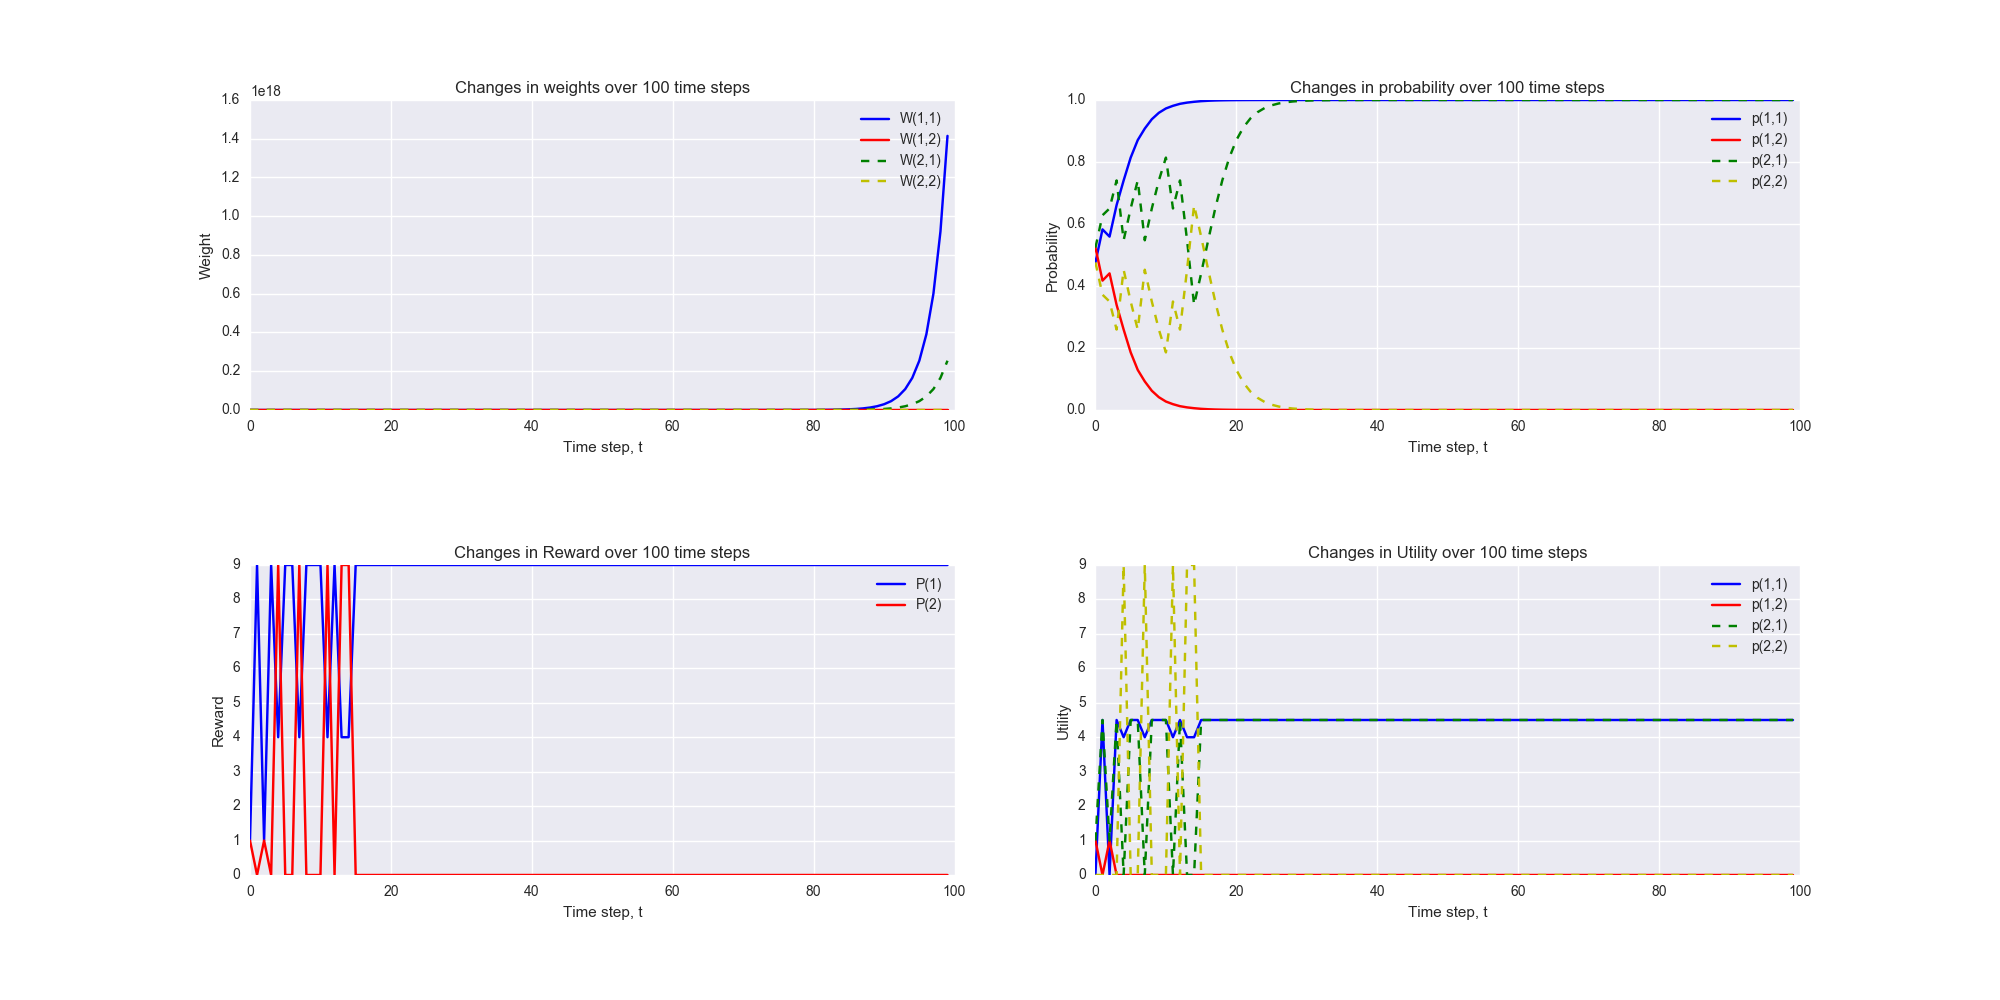 Changes in weights over 100 time steps
1e18
1.6
1.4
1.2
1.0
0.8
0.6
0.4
0.2
0.0
Weight
W(1,1)
W(1,2)
W(2,1)
W(2,2)
0 20 40 60 80 100
Time step, t
Changes in probability over 100 time steps
1.0
0.8
0.6
0.4
0.2
0.0
Probability
p(1,1)
p(1,2)
p(2,1)
p(2,2)
0 20 40 60 80 100
Time step, t
Changes in Reward over 100 time steps
9
8
7
6
5
4
3
2
1
0
Reward
P(1)
P(2)
0 20 40 60 80 100
Time step, t
Changes in Utility over 100 time steps
9
8
7
6
5
4
3
2
1
0
Utility
p(1,1)
p(1,2)
p(2,1)
p(2,2)
0 20 40 60 80 100
Time step, t